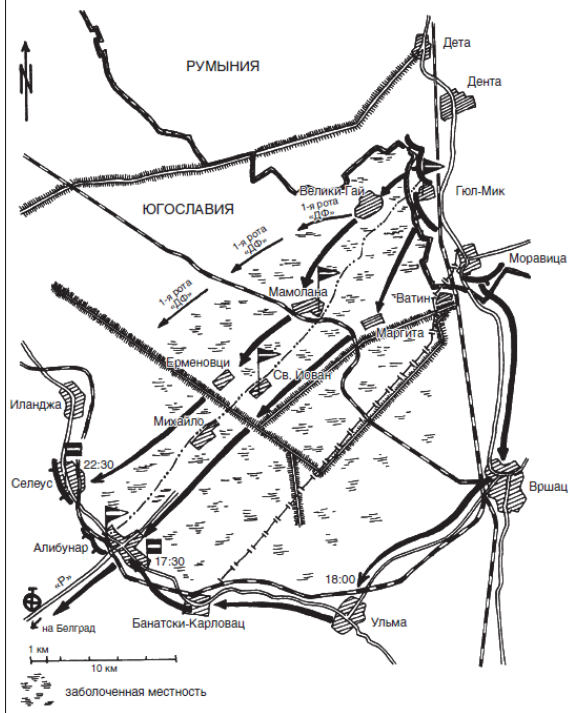 Дета
РУМЫНИЯ
Дента
N
Велики-Гай
Гюл-Мик
ЮГОСЛАВИЯ
1-я рота
«ДФ»
1-я рота
«ДФ»
Моравица
1-я рота
«ДФ»
Мамолана
Ватин
Маргита
Ерменовци
Св. Иован
Иланджа
Михайло
22:30
Селеус
Вршац
Алибунар
17:30
18:00
«Р»
на Белград
Банатски-Карловац
Ульма
1 км
10 км
заболоченная местность